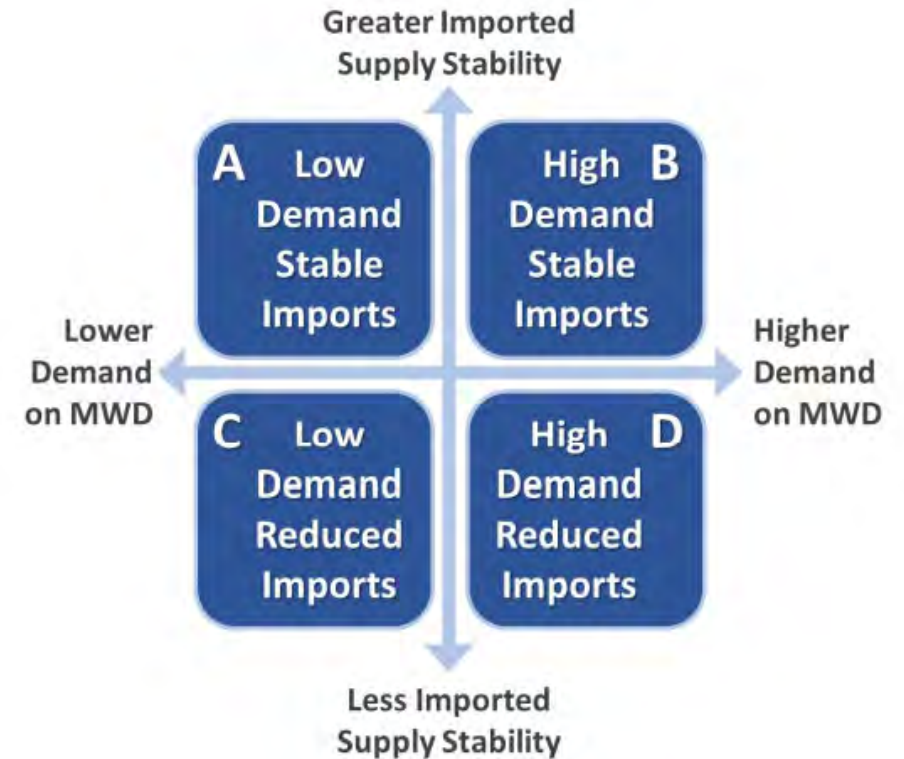 Greater Imported
Supply Stability
A Low
Demand
Stable
Imports
High B
Demand
Stable
Imports
Lower
Demand
on MWD
Higher
Demand
on MWD
C Low
Demand
Reduced
Imports
High D
Demand
Reduced
Imports
Less Imported
Supply Stability